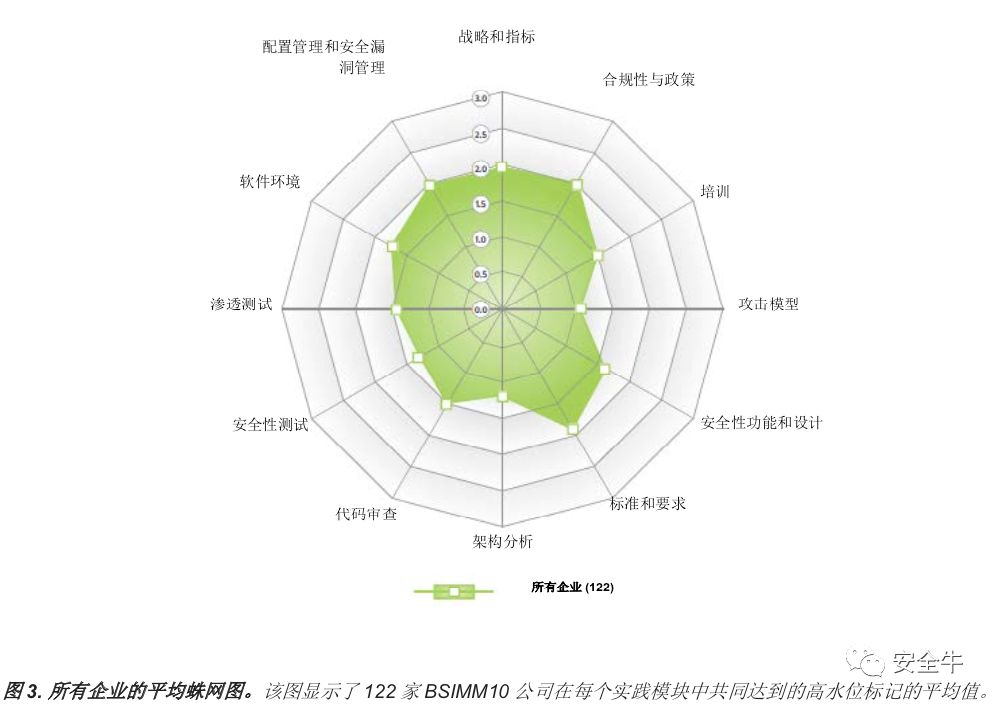 战略和指标
配置管理和安全漏
洞管理
合规性与政策
3.0
2.5
软件环境
2.0
培训
1.5
1.0
0.5
渗透测试
0.0
攻击模型
安全性测试
安全性功能和设计
代码审查
标准和要求
架构分析
所有企业 (122)
安全牛
图 3. 所有企业的平均蛛网图。该图显示了 122 家 BSIMM10 公司在每个实践模块中共同达到的高水位标记的平均值。